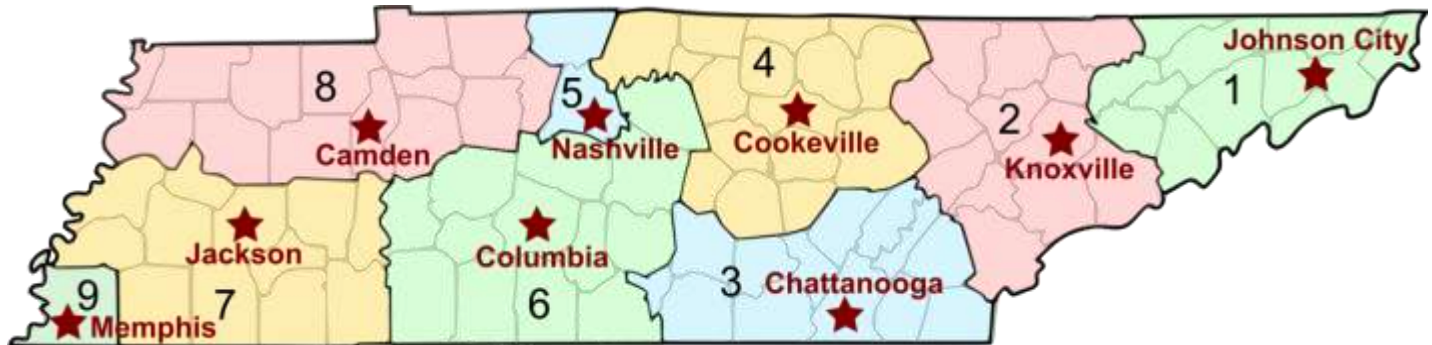 8
Camden
5
Nashville
4
Cookeville
2
Knoxville
Johnson City
1
Jackson
7
9
Memphis
Columbia
6
3
Chattanooga